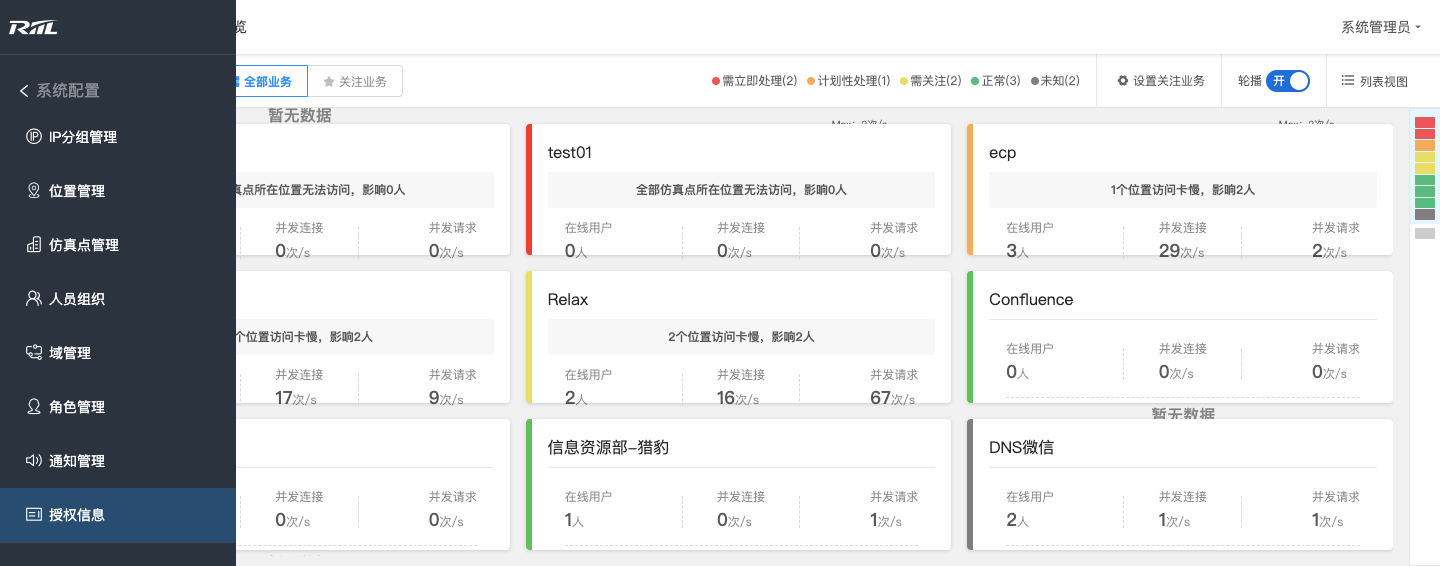 RIIL
览
系统管理员
系统配置
IP分组管理
位置管理
仿真点管理
人员组织
域管理
角色管理
通知管理
授权信息
全部业务
关注业务
需立即处理(2)
计划性处理(1)
需关注(2)
正常(3)
未知(2)
设置关注业务
轮播
开
列表视图
暂无数据
真点所在位置无法访问，影响0人
并发连接
并发请求
0次/s
0次/s
test01
全部仿真点所在位置无法访问，影响0人
在线用户
并发连接
并发请求
0人
0次/s
0次/s
ecp
1个位置访问卡慢，影响2人
在线用户
并发连接
并发请求
3人
29次/s
2次/s
个位置访问卡慢，影响2人
并发连接
并发请求
17次/s
9次/s
Relax
2个位置访问卡慢，影响2人
在线用户
并发连接
并发请求
2人
16次/s
67次/s
Confluence
在线用户
并发连接
并发请求
0人
0次/s
0次/s
并发连接
并发请求
0次/s
0次/s
信息资源部-猎豹
在线用户
并发连接
并发请求
1人
0次/s
1次/s
暂无数据
DNS微信
在线用户
并发连接
并发请求
2人
1次/s
1次/s